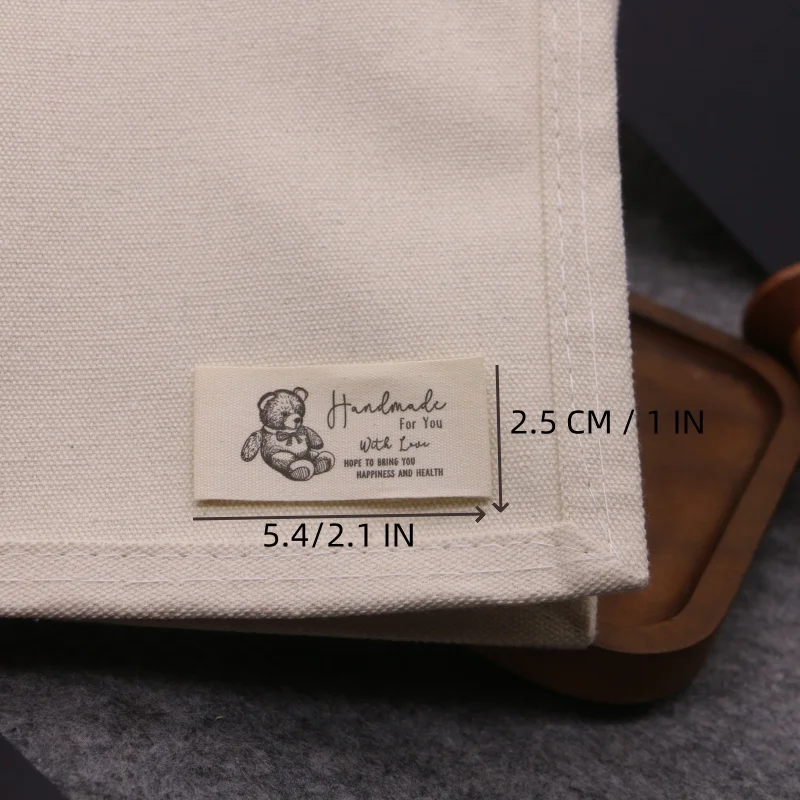 Handmade
For You
With Love
HOPE TO BRING YOU
HAPPINESS AND HEALTH
2.5 CM / 1 IN
5.4/2.1 IN